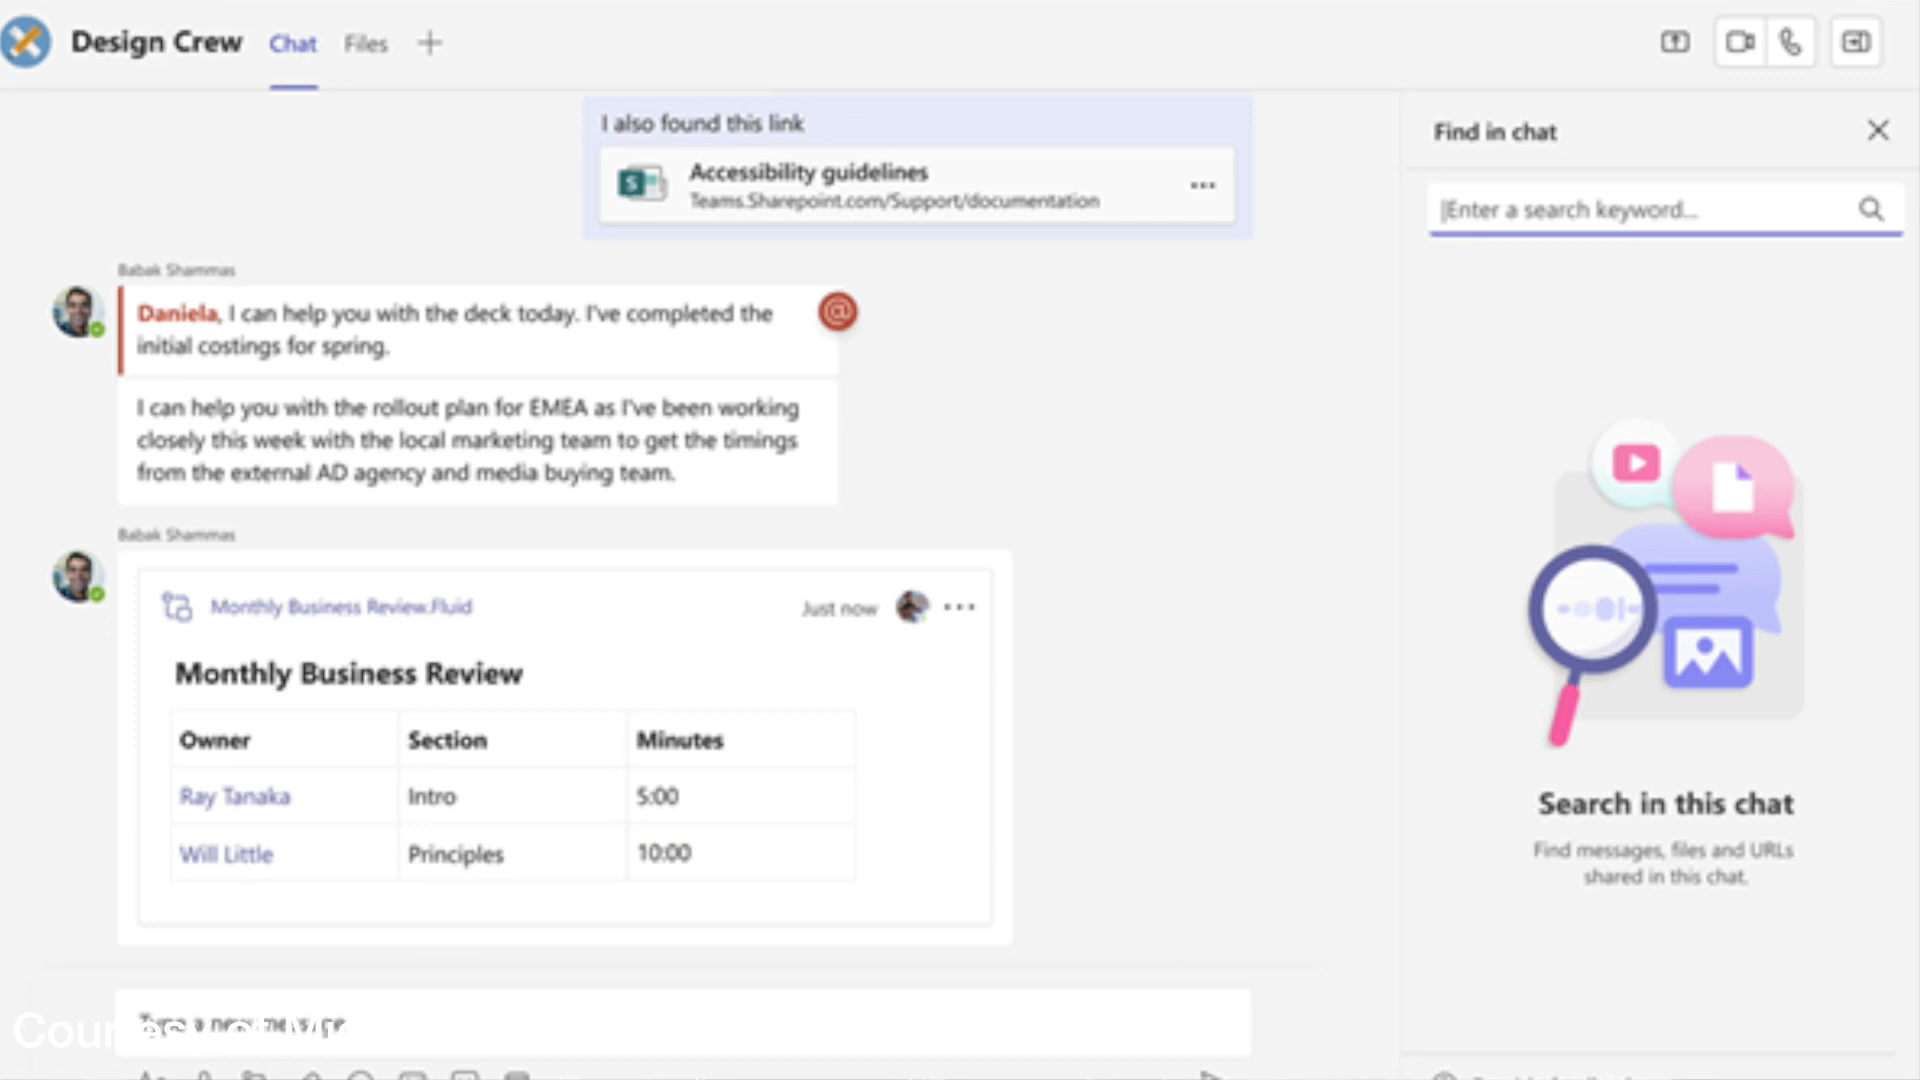 Design Crew Chat Files
I also found this link
Accessibility guidelines
Teams.Sharepoint.com/Support/documentation
Babak Shammas
Daniela, I can help you with the deck today. I've completed the
initial costings for spring.
I can help you with the rollout plan for EMEA as I've been working
closely this week with the local marketing team to get the timings
from the external AD agency and media buying team.
Babak Shammas
Monthly Business Review.Fluid Just now
Monthly Business Review
Owner Section Minutes
Ray Tanaka Intro 5:00
Will Little Principles 10:00
Type a new message
Courtesy of
Find in chat
Enter a search keyword...
Search in this chat
Find messages, files and URLs
shared in this chat.